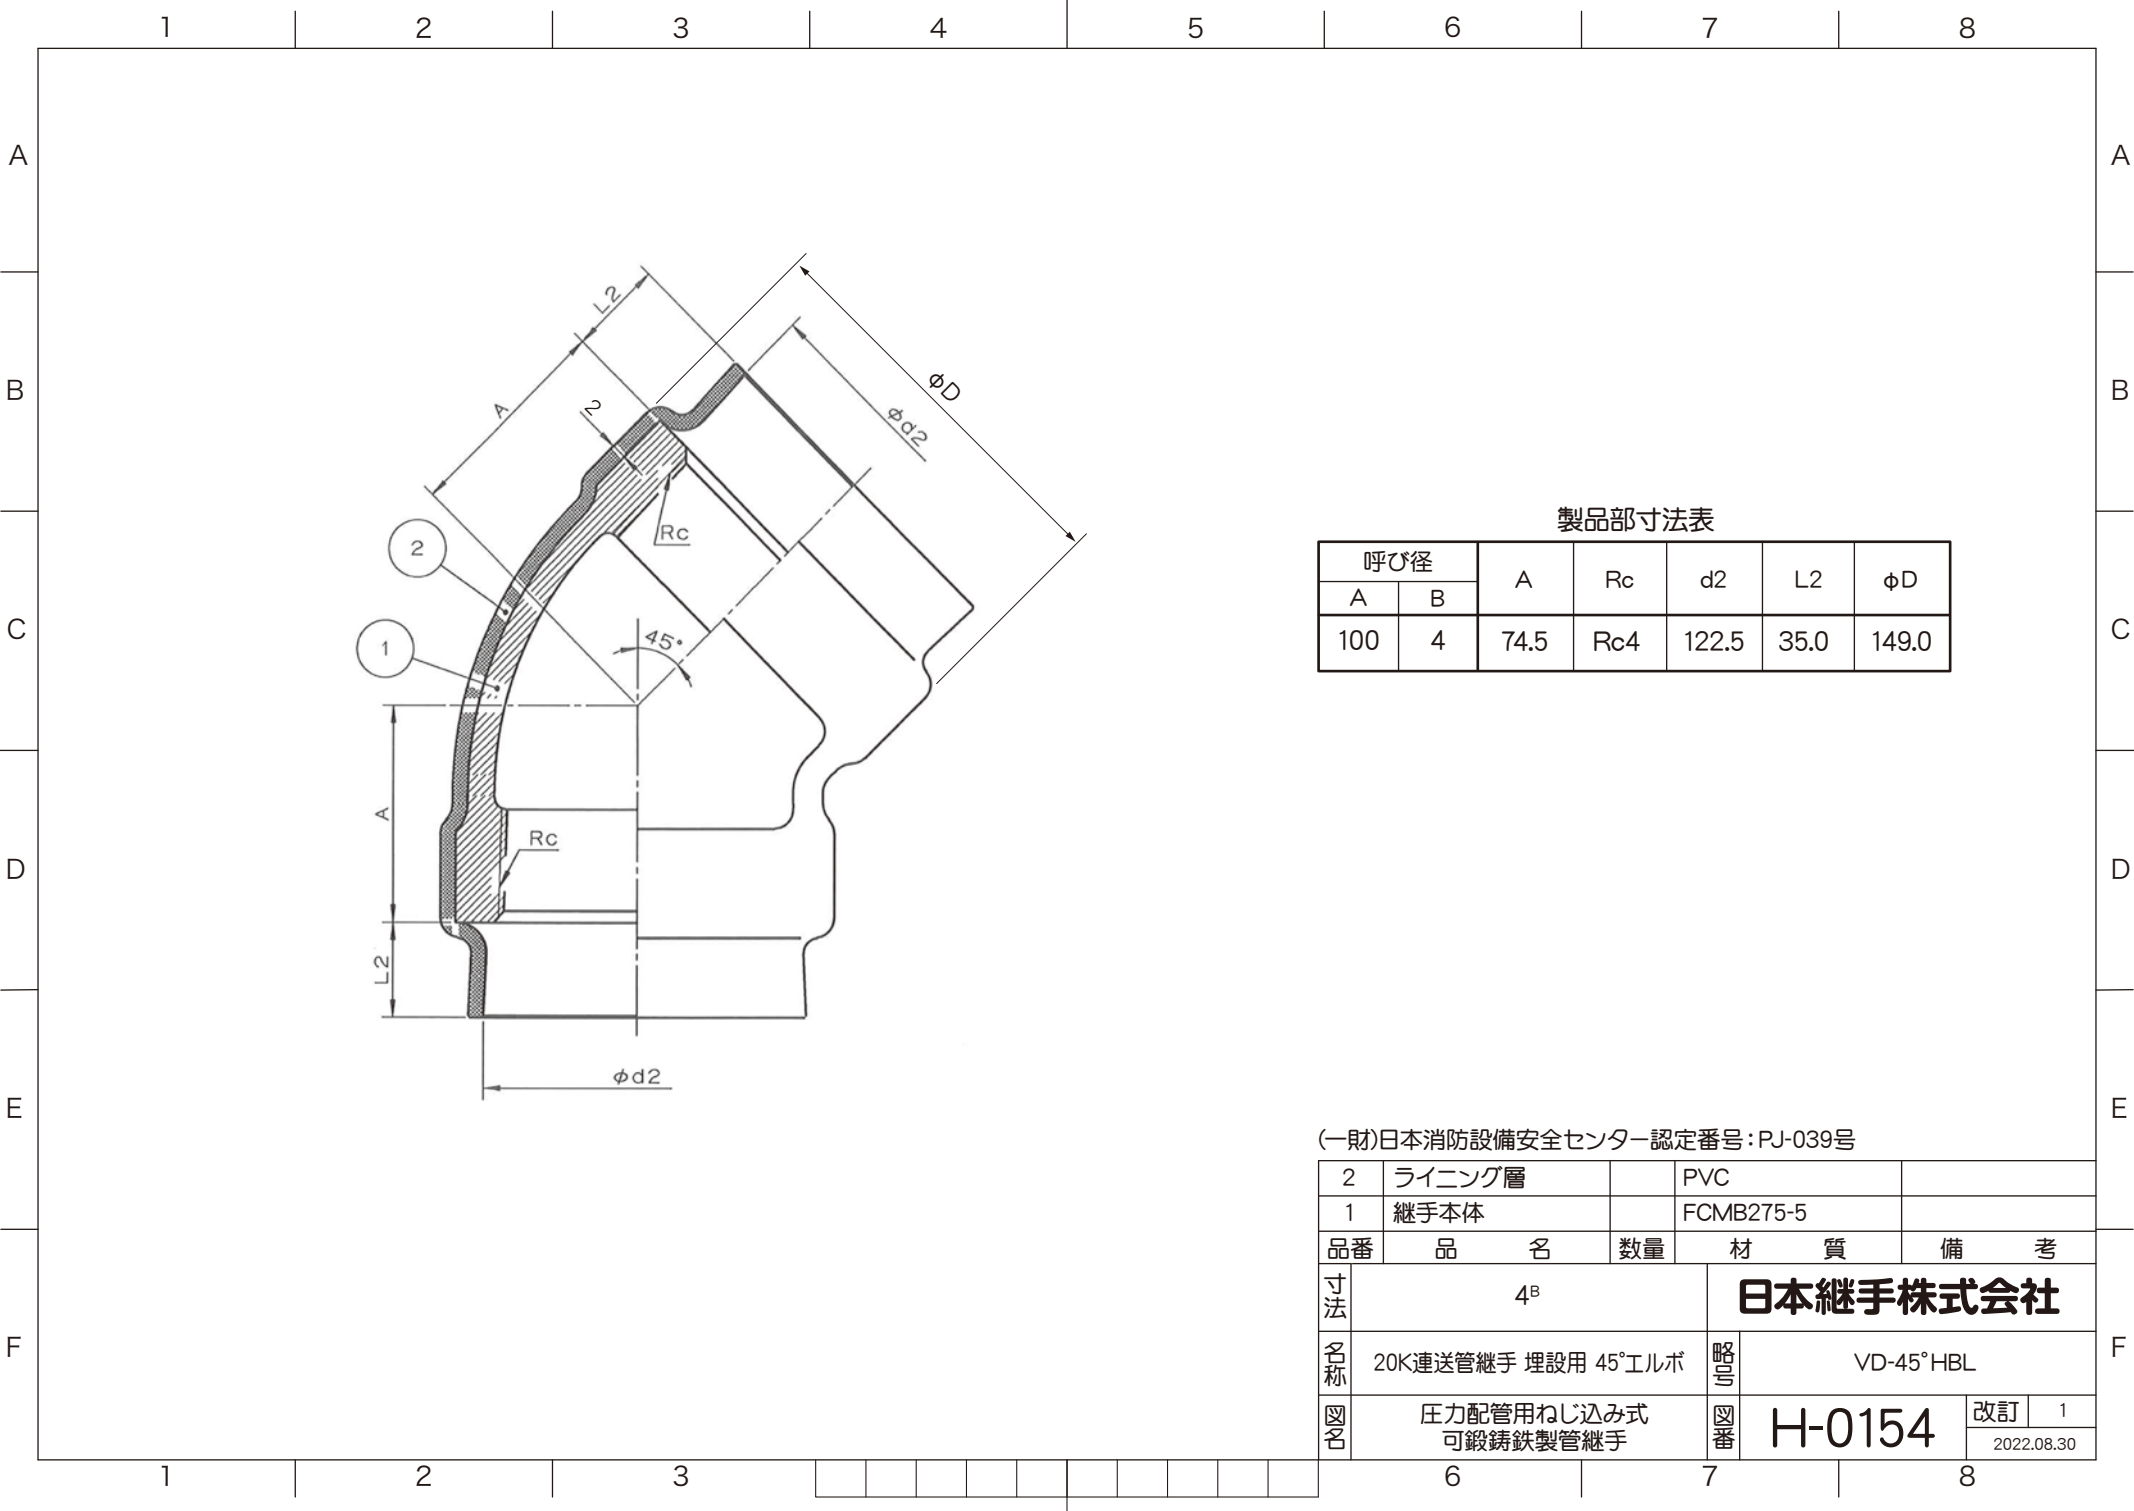 1 2 3 4 5 6 7 8
A A
B B
C C
D D
E E
F F
L2
A
2
φD
φd2
Rc
2
1
45°
A
Rc
L2
φd2
製品部寸法表
呼び径 A Rc d2 L2 φD
A B
100 4 74.5 Rc4 122.5 35.0 149.0
(一財)日本消防設備安全センター認定番号:PJ-039号
2 ライニング層 PVC
1 継手本体 FCMB275-5
品番 品名 数量 材質 備考
寸法 4B 日本継手株式会社
名称 20K連送管継手 埋設用 45°エルボ 略号 VD-45°HBL
図名 圧力配管用ねじ込み式
可鍛鋳鉄製管継手
図番 H-0154 改訂 1
2022.08.30
1 2 3 6 7 8